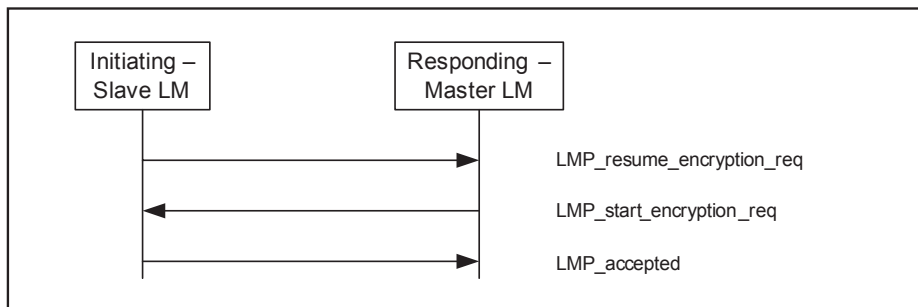 Initiating –
Slave LM
Responding –
Master LM
LMP_resume_encryption_req
LMP_start_encryption_req
LMP_accepted